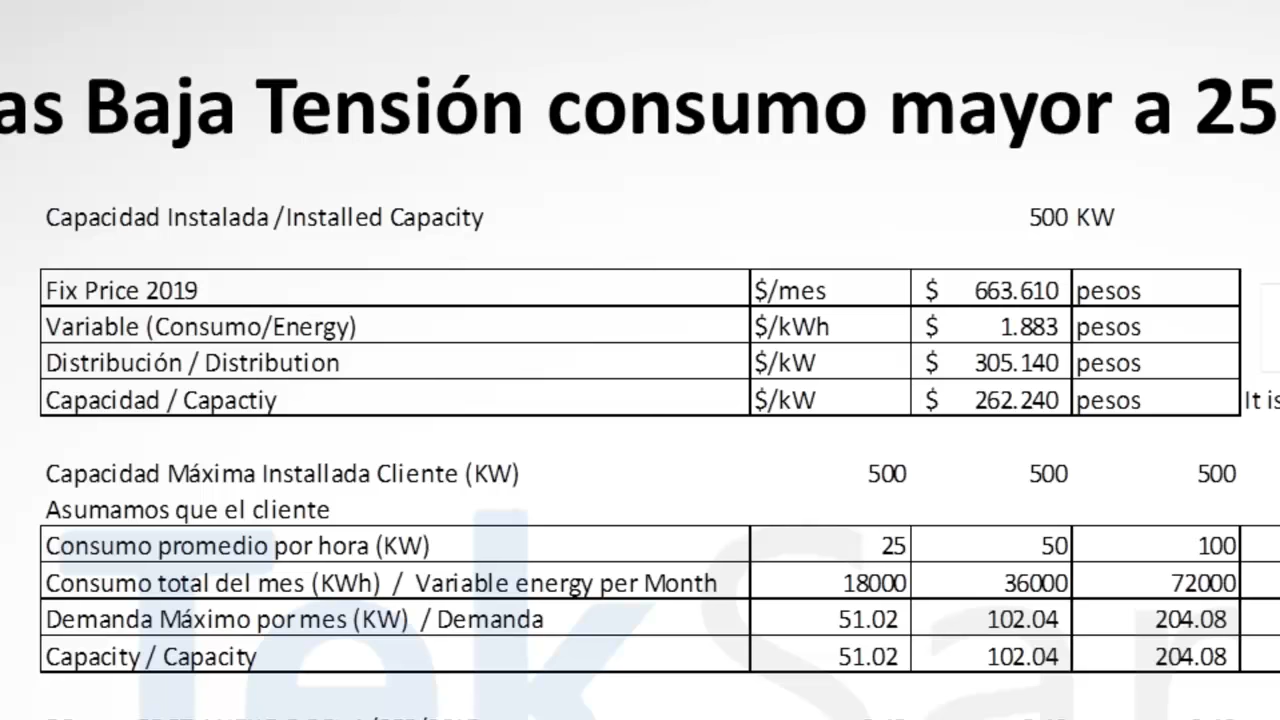 as Baja Tensión consumo mayor a 25
Capacidad Instalada /Installed Capacity 500 KW
Fix Price 2019 $/mes $ 663.610 pesos
Variable (Consumo/Energy) $/kWh $ 1.883 pesos
Distribución / Distribution $/kW $ 305.140 pesos
Capacidad / Capactiy $/kW $ 262.240 pesos It is
Capacidad Máxima Installada Cliente (KW) 500 500 500
Asumamos que el cliente
Consumo promedio por hora (KW) 25 50 100
Consumo total del mes (KWh) / Variable energy per Month 18000 36000 72000
Demanda Máximo por mes (KW) / Demanda 51.02 102.04 204.08
Capacity / Capacity 51.02 102.04 204.08
Tek Sar